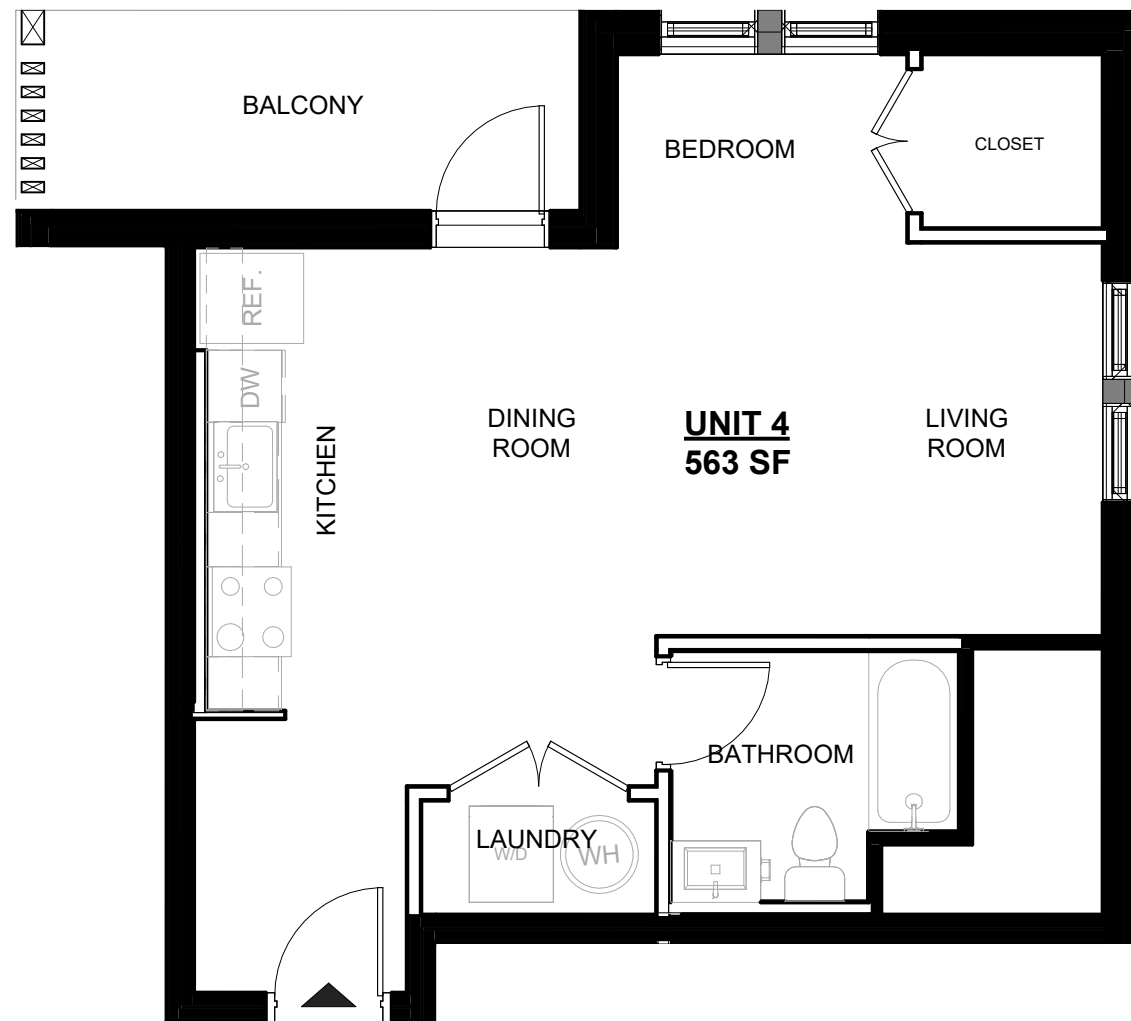 BALCONY
BEDROOM
CLOSET
REF.
DW
KITCHEN
DINING
ROOM
UNIT 4
563 SF
LIVING
ROOM
BATHROOM
LAUNDRY
W/D
WH